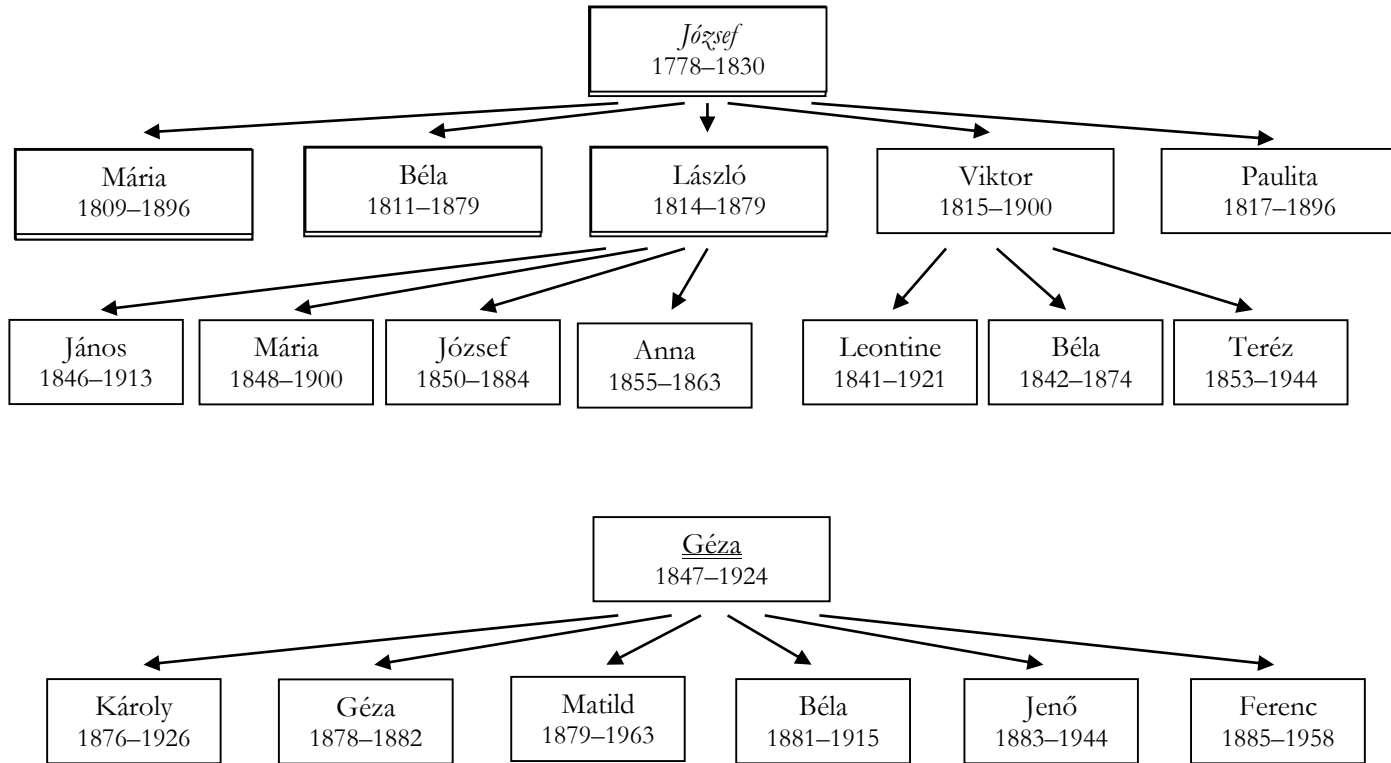 József
1778–1830
Mária
1809–1896
Béla
1811–1879
László
1814–1879
Viktor
1815–1900
Paulita
1817–1896
János
1846–1913
Mária
1848–1900
József
1850–1884
Anna
1855–1863
Leontine
1841–1921
Béla
1842–1874
Teréz
1853–1944
Géza
1847–1924
Károly
1876–1926
Géza
1878–1882
Matild
1879–1963
Béla
1881–1915
Jenő
1883–1944
Ferenc
1885–1958